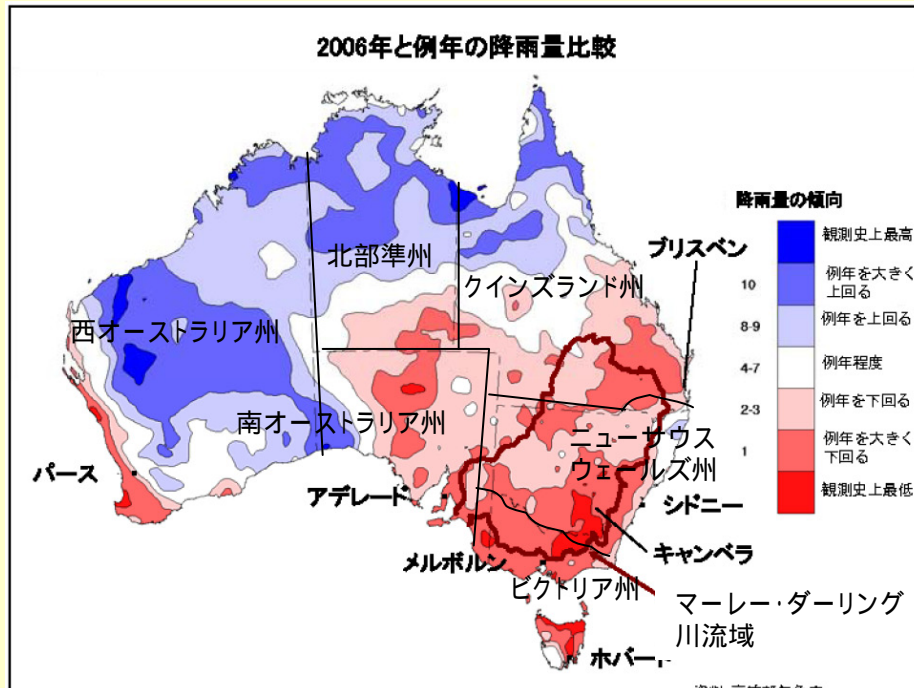 2006年と例年の降雨量比較
降雨量の傾向
観測史上最高
10
例年を大きく
上回る
8-9
例年を上回る
4-7
例年程度
2-3
例年を下回る
1
例年を大きく
下回る
観測史上最低
ブリスベン
北部準州
クインズランド州
西オーストラリア州
南オーストラリア州
ニューサウス
ウェールズ州
パース
アデレード
シドニー
キャンベラ
メルボルン
ビクトリア州
マーレー・ダーリング
川流域
ホバート